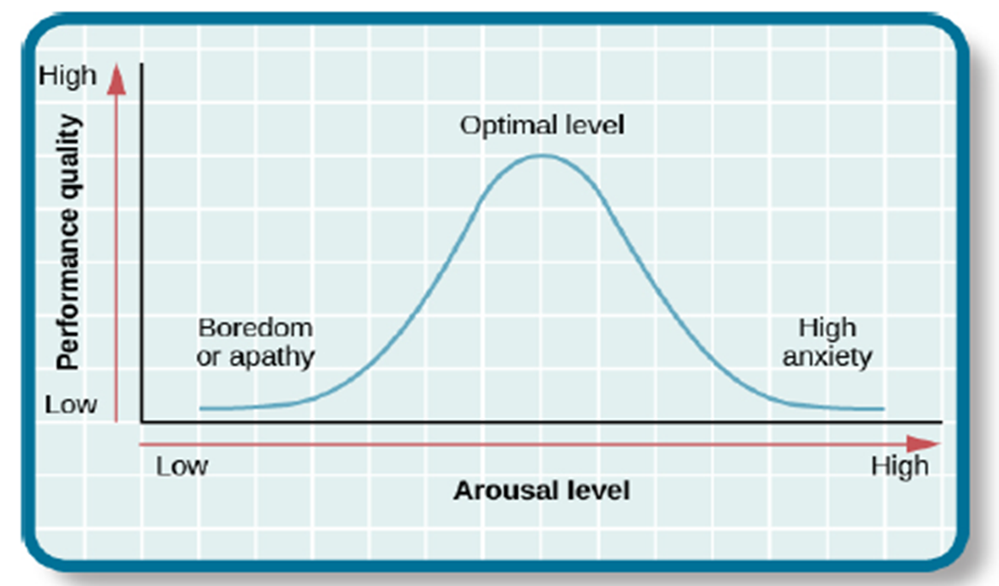 High
Performance quality
Low
Optimal level
Boredom
or apathy
High
anxiety
Low
High
Arousal level